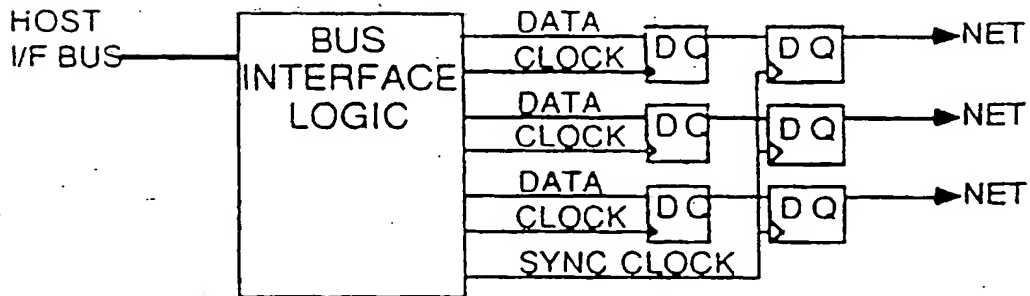 HOST
I/F BUS
BUS
INTERFACE
LOGIC
DATA
CLOCK
D Q
D Q
NET
DATA
CLOCK
D Q
D Q
NET
DATA
CLOCK
D Q
D Q
NET
SYNC CLOCK